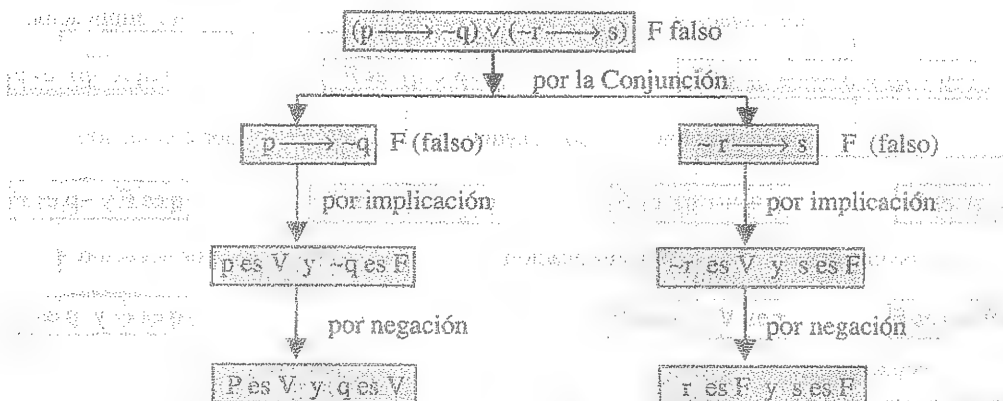 (p ⟶ ~q) ∨ (~r ⟶ s) F falso
por la Conjunción
p ⟶ ~q F (falso)
~ r ⟶ s F (falso)
por implicación
por implicación
p es V y ~q es F
~r es V y s es F
por negación
por negación
P es V y q es V
r es F y s es F